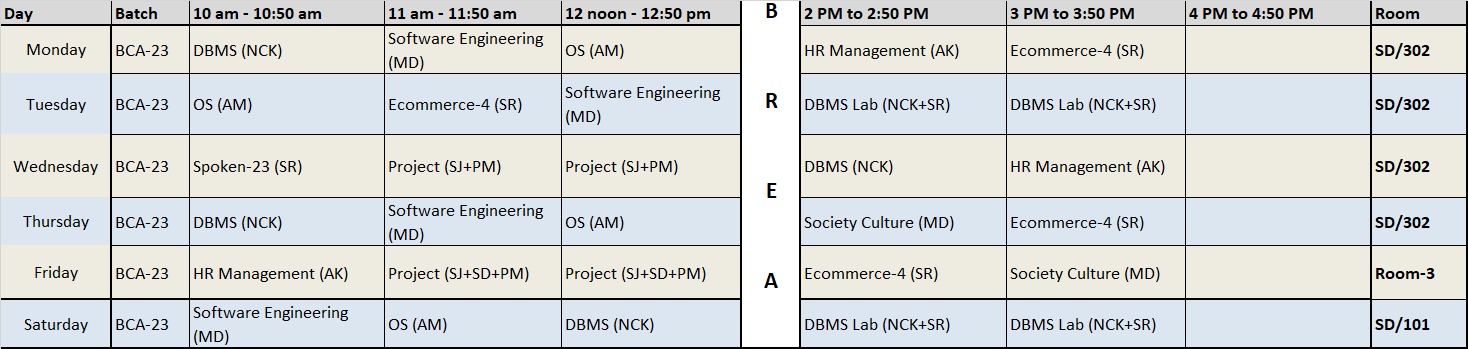 Day Batch 10 am - 10:50 am 11 am - 11:50 am 12 noon - 12:50 pm B 2 PM to 2:50 PM 3 PM to 3:50 PM 4 PM to 4:50 PM Room
Monday BCA-23 DBMS (NCK) Software Engineering (MD) OS (AM) HR Management (AK) Ecommerce-4 (SR) SD/302
Tuesday BCA-23 OS (AM) Ecommerce-4 (SR) Software Engineering (MD) R DBMS Lab (NCK+SR) DBMS Lab (NCK+SR) SD/302
Wednesday BCA-23 Spoken-23 (SR) Project (SJ+PM) Project (SJ+PM) E DBMS (NCK) HR Management (AK) SD/302
Thursday BCA-23 DBMS (NCK) Software Engineering (MD) OS (AM) Society Culture (MD) Ecommerce-4 (SR) SD/302
Friday BCA-23 HR Management (AK) Project (SJ+SD+PM) Project (SJ+SD+PM) A Ecommerce-4 (SR) Society Culture (MD) Room-3
Saturday BCA-23 Software Engineering (MD) OS (AM) DBMS (NCK) DBMS Lab (NCK+SR) DBMS Lab (NCK+SR) SD/101